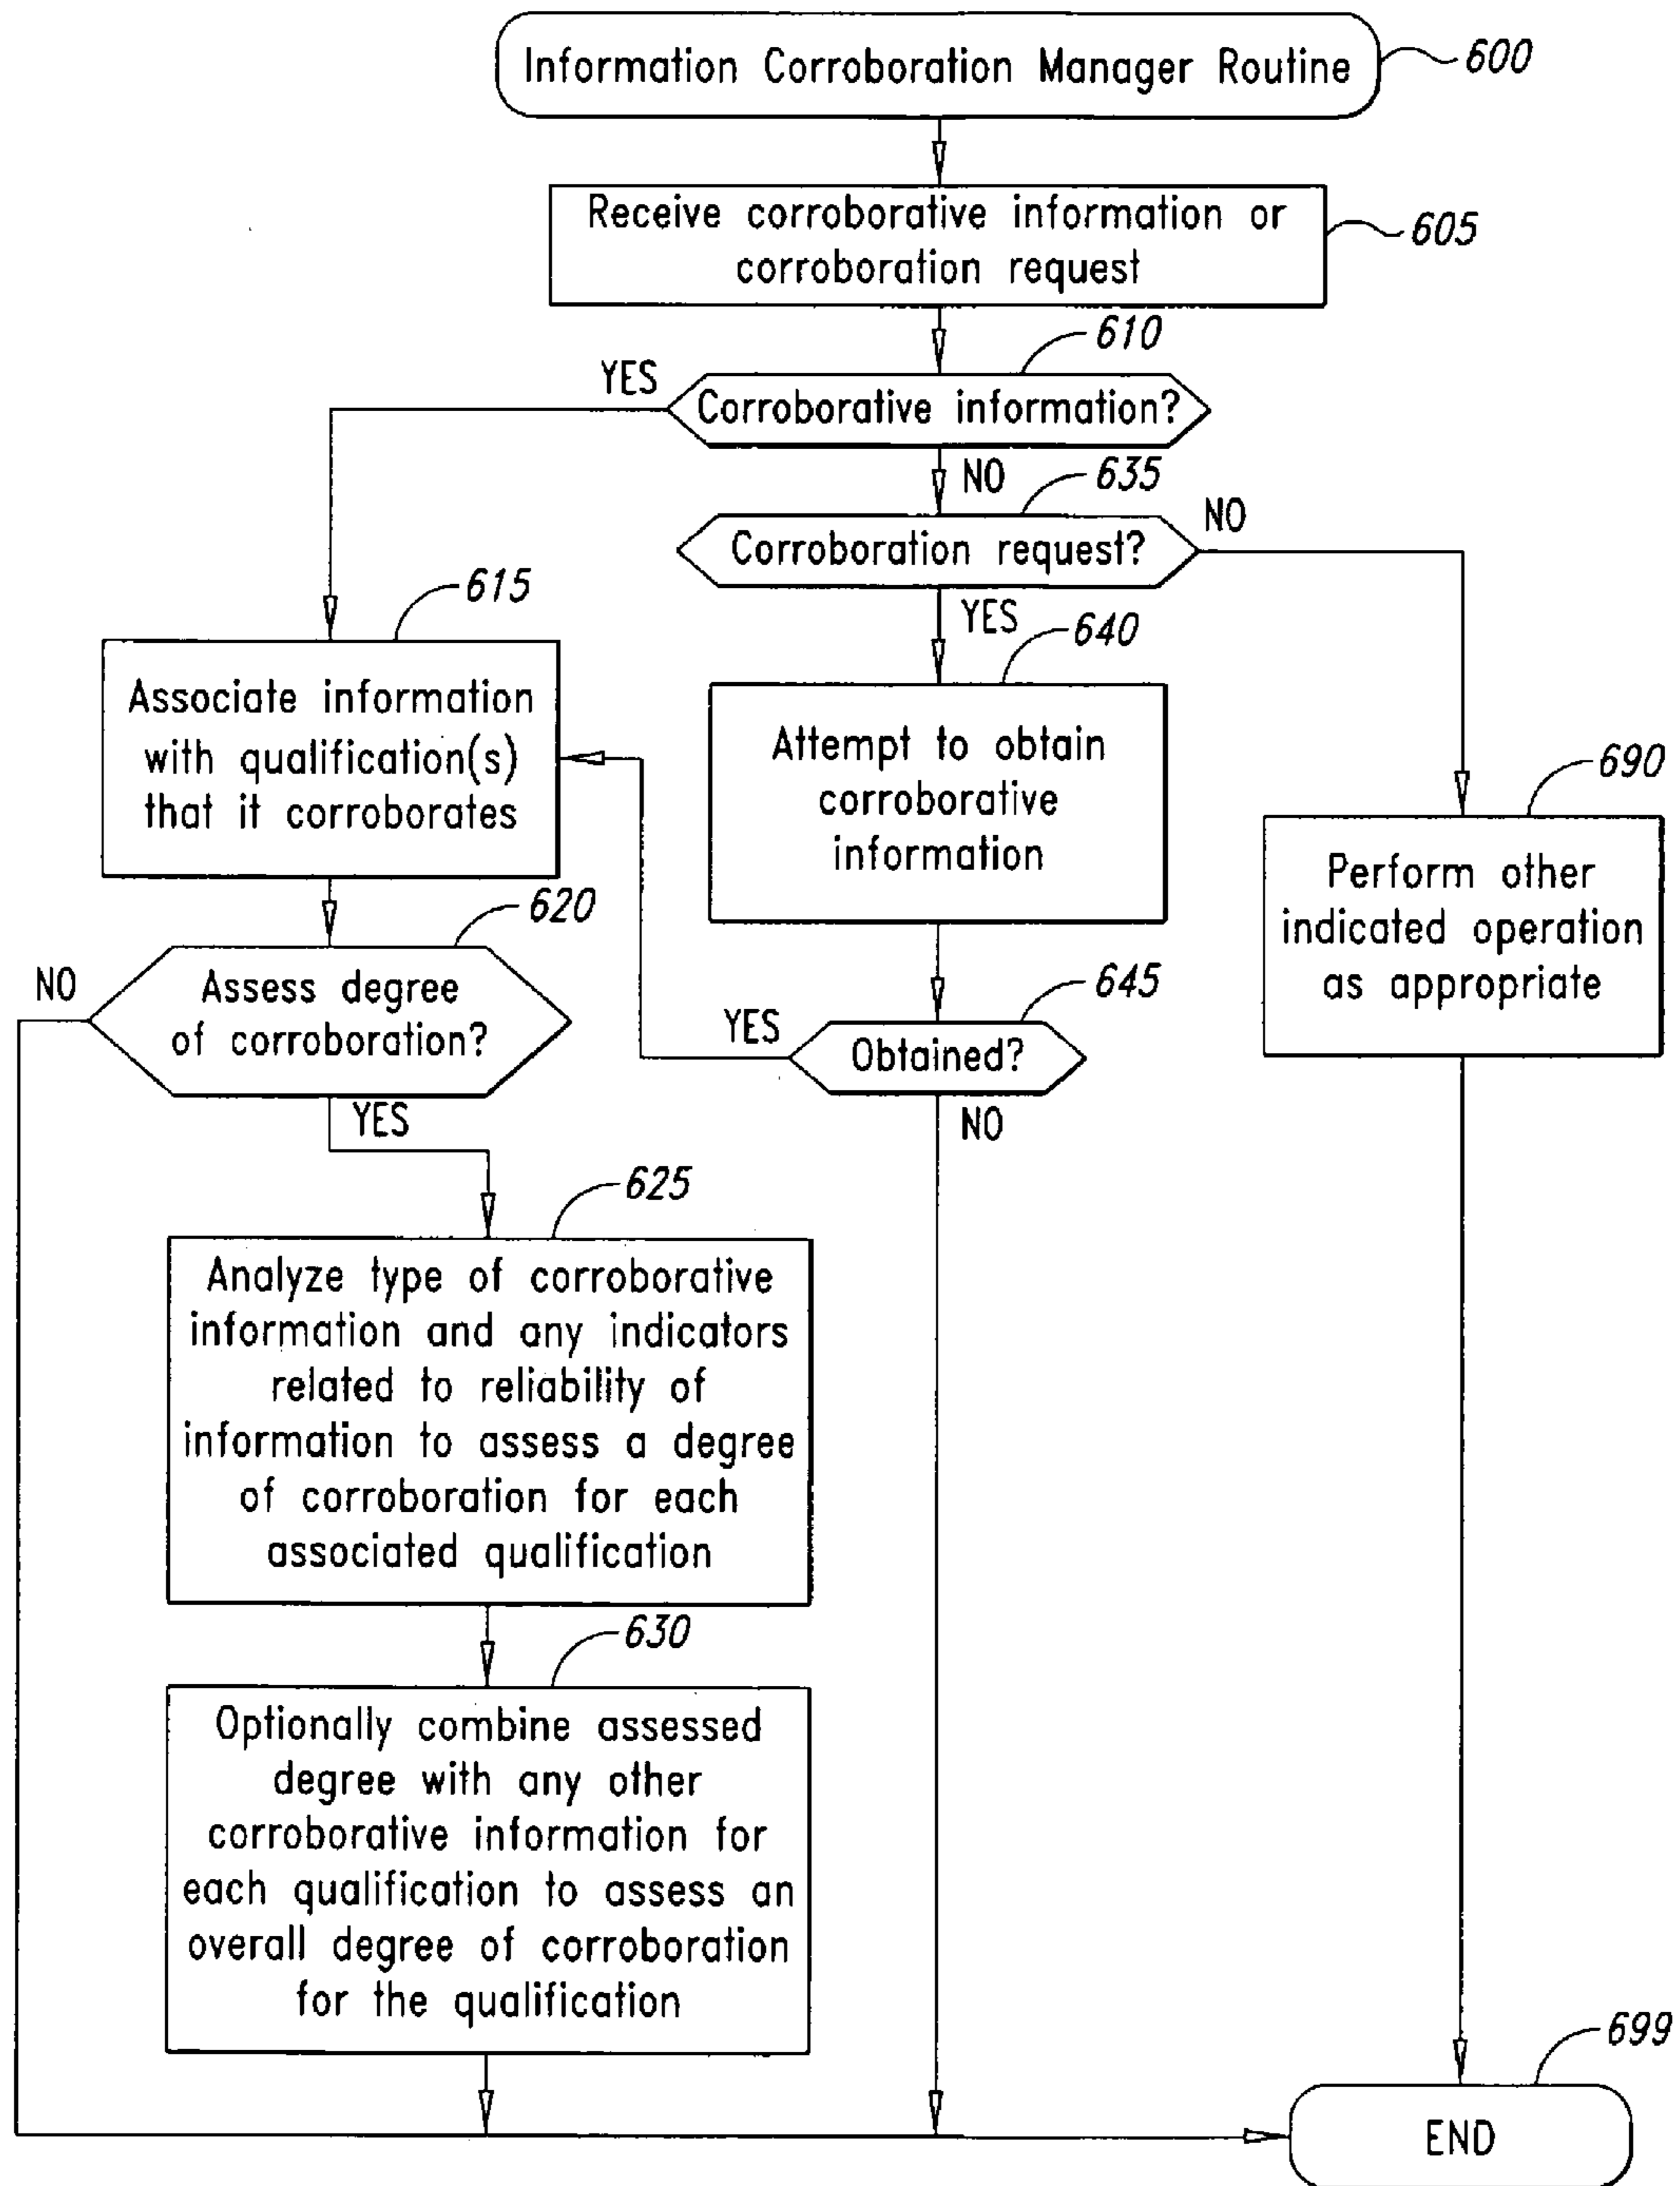 Information Corroboration Manager Routine
600
Receive corroborative information or
corroboration request
605
610
YES
Corroborative information?
NO
635
NO
Corroboration request?
615
YES
640
Associate information
with qualification(s)
that it corroborates
Attempt to obtain
corroborative
information
690
Perform other
indicated operation
as appropriate
620
NO
Assess degree
of corroboration?
645
YES
Obtained?
YES
NO
625
Analyze type of corroborative
information and any indicators
related to reliability of
information to assess a degree
of corroboration for each
associated qualification
630
Optionally combine assessed
degree with any other
corroborative information for
each qualification to assess an
overall degree of corroboration
for the qualification
699
END